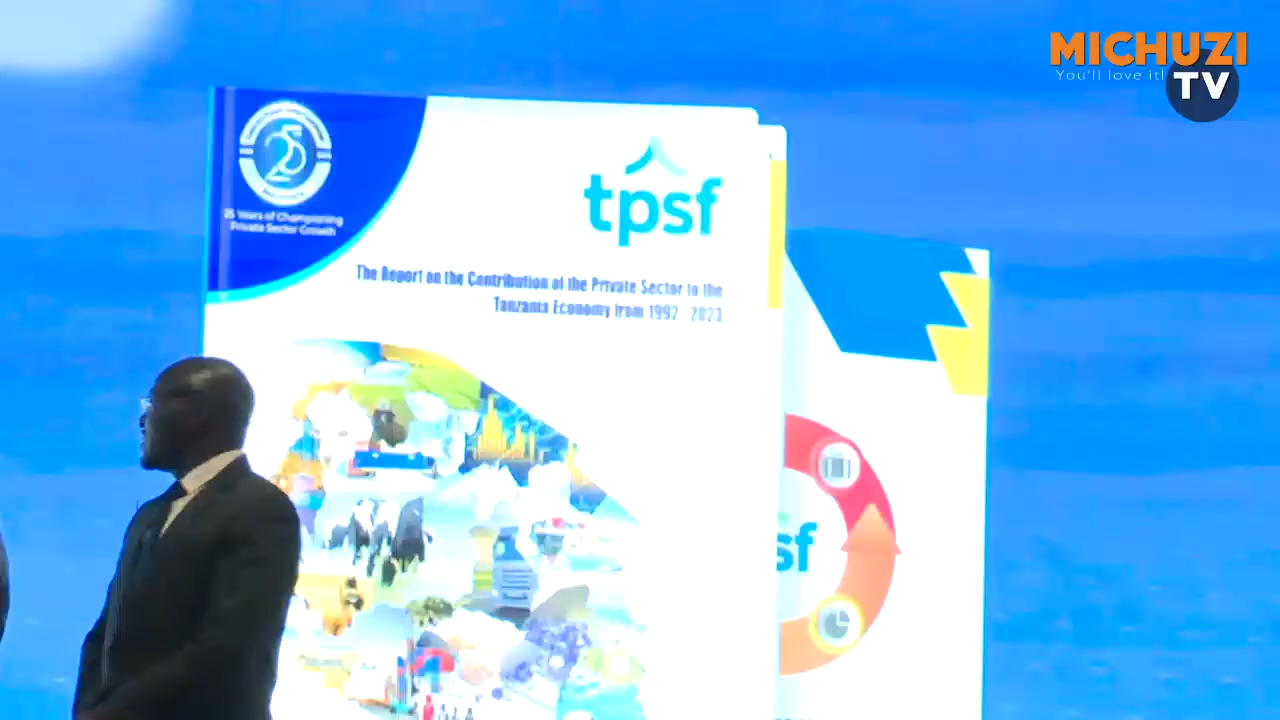 MICHUZI
You'll love it!
TV
25
25 Years of Championing
Private Sector Growth
tpsf
The Report on the Contribution of the Private Sector to the
Tanzania Economy from 1992 - 2023
sf